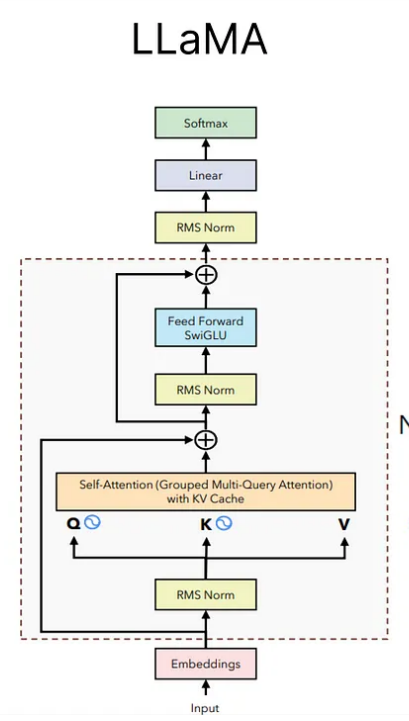 LLaMA
Softmax
Linear
RMS Norm
Feed Forward
SwiGLU
RMS Norm
N
Self-Attention (Grouped Multi-Query Attention)
with KV Cache
Q K V
RMS Norm
Embeddings
Input